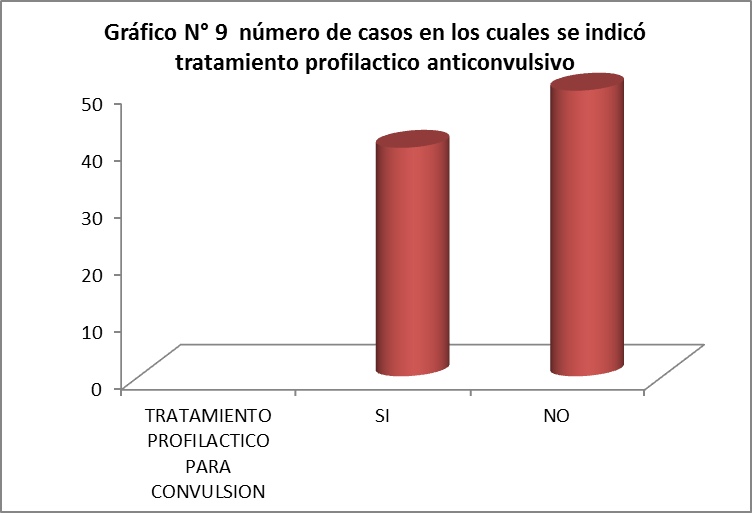 Gráfico N° 9  número de casos en los cuales se indicó
tratamiento profilactico anticonvulsivo
50
40
30
20
10
0
TRATAMIENTO
PROFILACTICO
PARA
CONVULSION
SI
NO